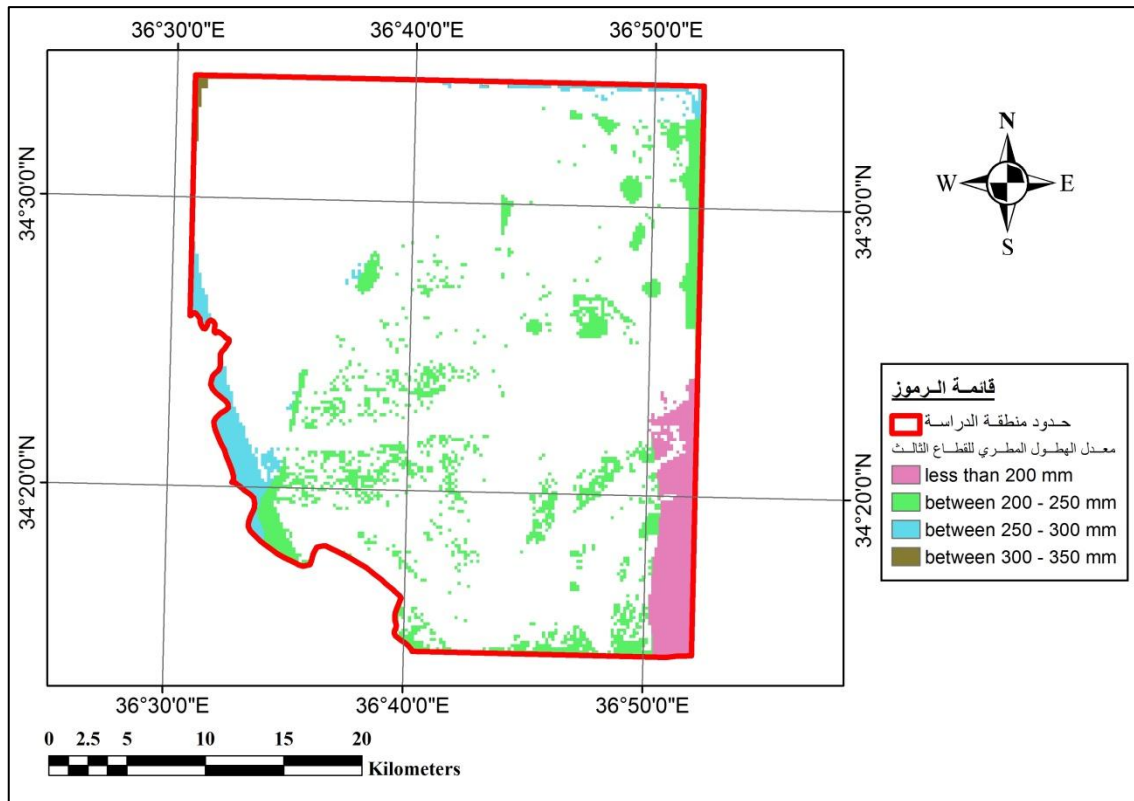 36°30'0"E 36°40'0"E 36°50'0"E
34°30'0"N
34°30'0"N
34°20'0"N
34°20'0"N
36°30'0"E 36°40'0"E 36°50'0"E
0 2.5 5 10 15 20
Kilometers
N
W E
S
قائمة الرموز
حدود منطقة الدراسة
معدل الهطول المطري للقطاع الثالث
less than 200 mm
between 200 - 250 mm
between 250 - 300 mm
between 300 - 350 mm